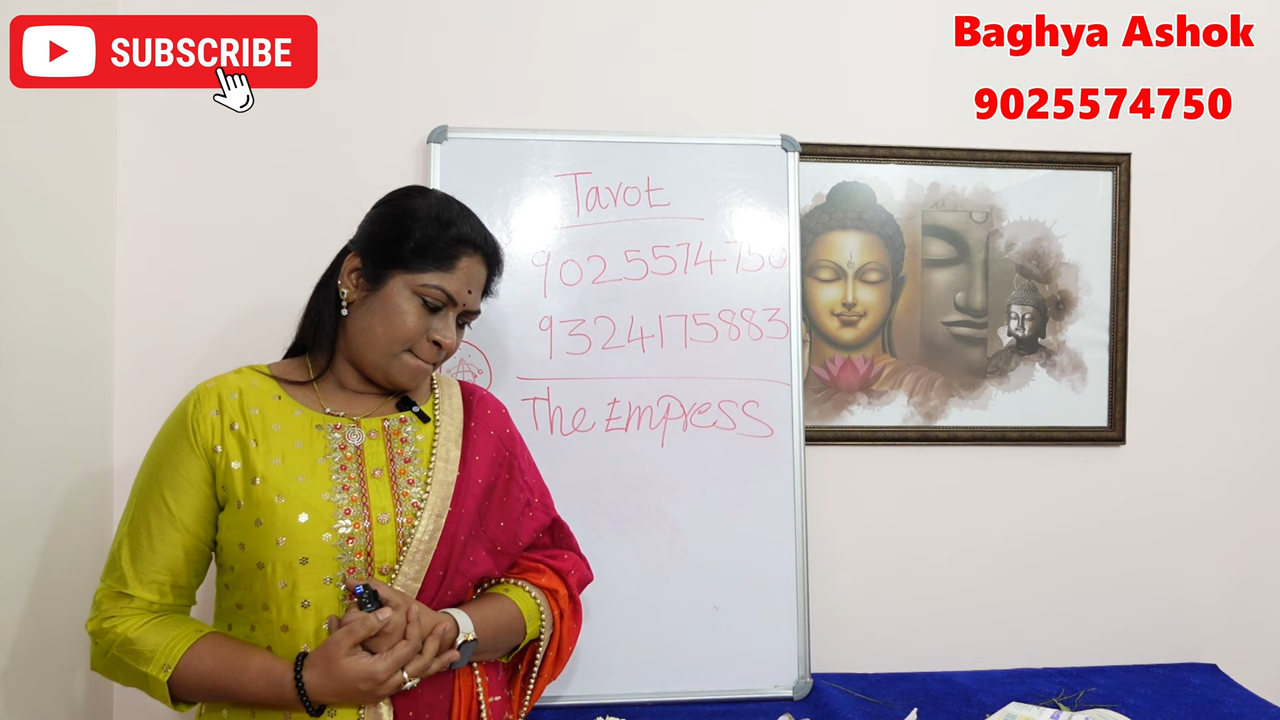 SUBSCRIBE
Baghya Ashok
9025574750
Tarot
9025574750
9324175883
The Empress